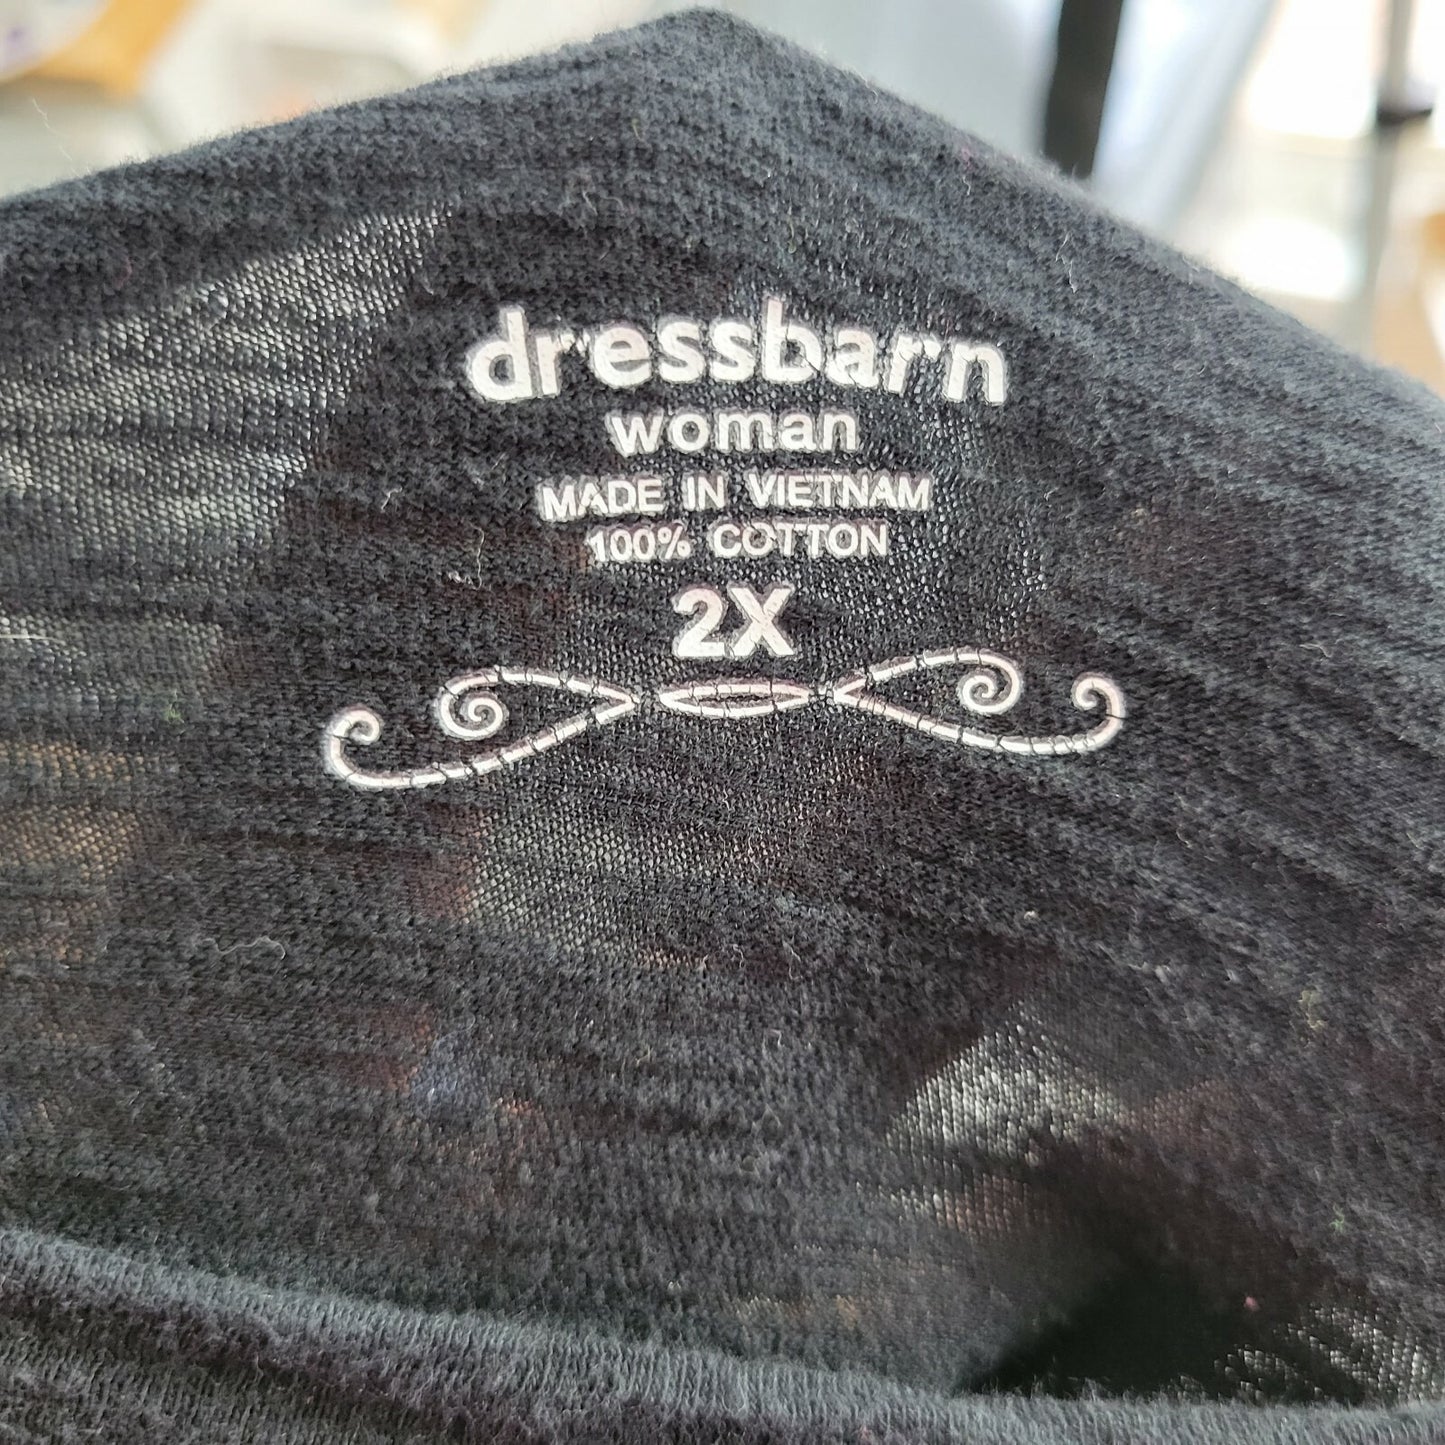 dressbarn
woman
MADE IN VIETNAM
100% COTTON
2X